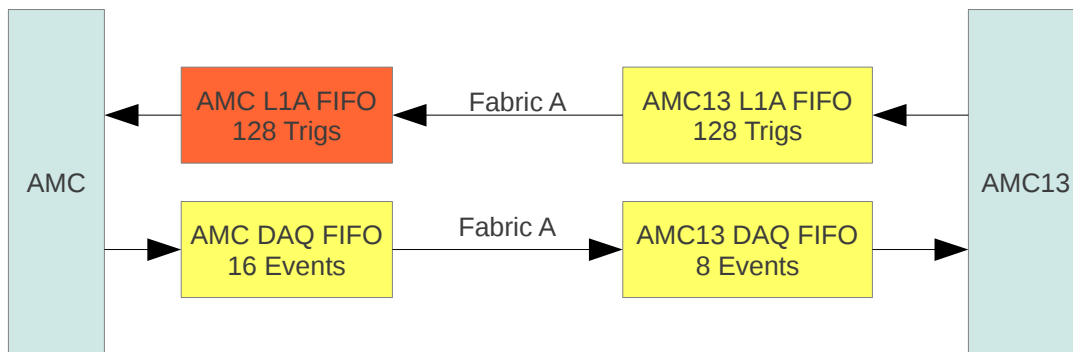 AMC L1A FIFO
128 Trigs
Fabric A
AMC13 L1A FIFO
128 Trigs
AMC
AMC13
AMC DAQ FIFO
16 Events
Fabric A
AMC13 DAQ FIFO
8 Events